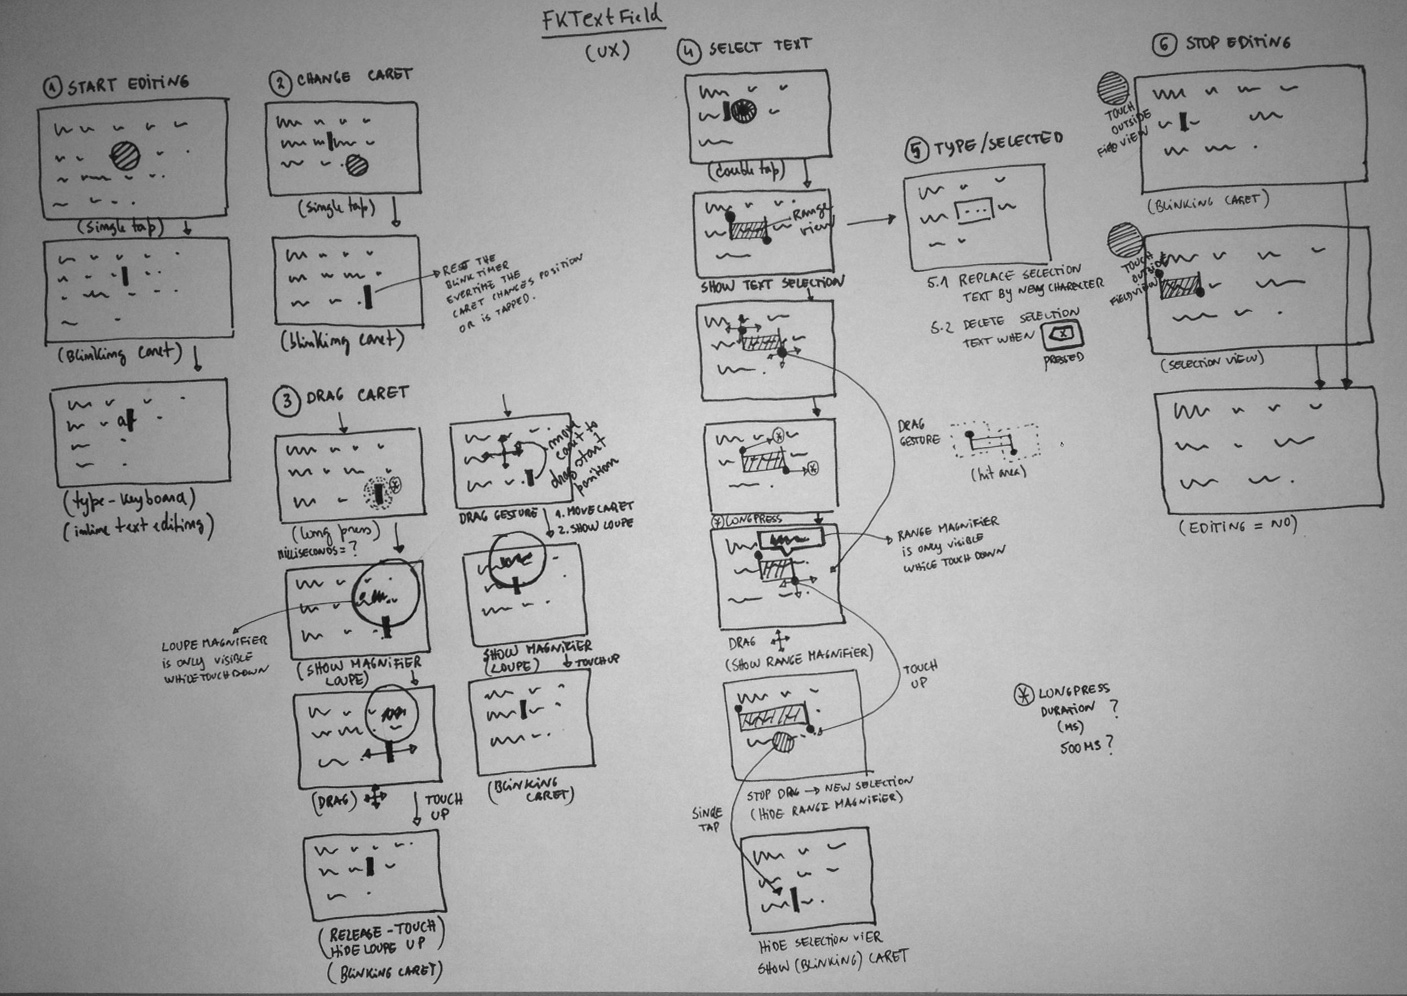 FKTextField
(UX)
1 START EDITING
(single tap)
(Blinking caret)
a
(type-keyboard)
(inline text editing)
2 CHANGE CARET
(single tap)
(blinking caret)
RESET THE
BLINK TIMER
EVERTIME THE
CARET CHANGES POSITION
OR IS TAPPED.
3 DRAG CARET
*
(long press)
milliseconds = ?
LOUPE MAGNIFIER
is only visible
WHILE TOUCH DOWN
(SHOW MAGNIFIER
LOUPE)
(DRAG)
TOUCH
UP
(RELEASE-TOUCH
HIDE LOUPE UP)
(BLINKING CARET)
move
caret to
drag start
position
DRAG GESTURE
1. MOVE CARET
2. SHOW LOUPE
SHOW MAGNIFIER
(LOUPE)
TOUCH UP
(BLINKING
CARET)
4 SELECT TEXT
(double tap)
Range
view
SHOW TEXT SELECTION
*
*
* LONGPRESS
RANGE MAGNIFIER
is only visible
WHILE TOUCH DOWN
DRAG
(SHOW RANGE MAGNIFIER)
TOUCH
UP
STOP DRAG → NEW SELECTION
(HIDE RANGE MAGNIFIER)
SINGE
TAP
HIDE SELECTION VIER
SHOW (BLINKING) CARET
5 TYPE/SELECTED
...
5.1 REPLACE SELECTION
TEXT BY NEW CHARACTER
5.2 DELETE SELECTION
TEXT WHEN
x
PRESSED
DRAG
GESTURE
(hit area)
* LONGPRESS
DURATION ?
(MS)
500 MS?
6 STOP EDITING
TOUCH
OUTSIDE
FIELD VIEW
(BLINKING CARET)
TOUCH
OUTSIDE
FIELD VIEW
(SELECTION VIEW)
(EDITING = NO)